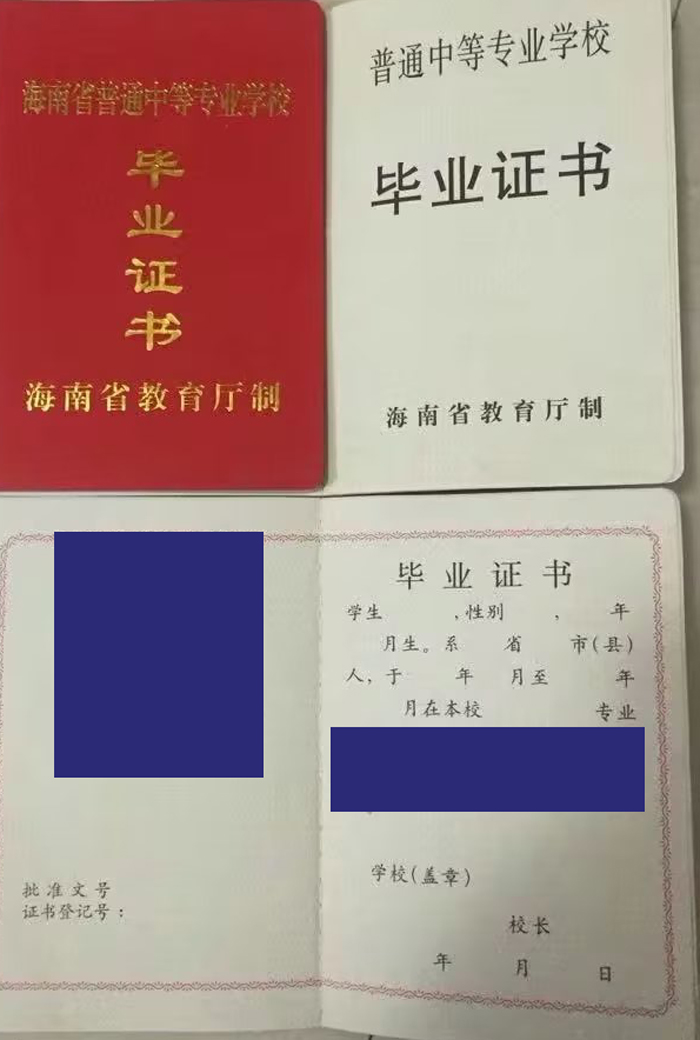 海南省普通中等专业学校
毕
业
证
书
海南省教育厅制
普通中等专业学校
毕业证书
海南省教育厅制
批准文号
证书登记号：
毕业证书
学生 ，性别 ， 年
月生。系 省 市(县)
人，于 年 月至 年
月在本校 专业
学校(盖章)
校长
年 月 日